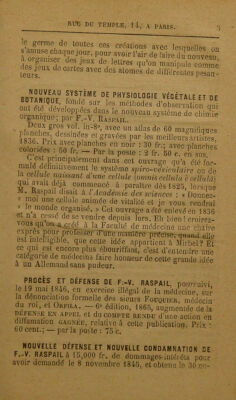 RUE DU TEMPLE, 14, A PARIS.
le germe de toutes ces créations avec lesquelles on
s'amuse chaque jour, pour avoir l'air de faire du nouveau,
à organiser des jeux de lettres qu'on manipule comme
des jeux de cartes avec des atomes de différentes pesan-
teurs.
NOUVEAU SYSTÈME DE PHYSIOLOGIE VÉGÉTALE ET DE
BOTANIQUE, fondé sur les méthodes d'observation qui
ont été développées dans le nouveau système de chimie
organique; par F.-V. RASPAIL.
Deux gros vol. in-8°, avec un atlas de 60 magnifiques
planches, dessinées et gravées par les meilleurs artistes.
1836. Prix avec planches en noir : 30 fr.; avec planches
coloriées : 50 fr. — Par la poste : 2 fr. 50 c. en sus.
C'est principalement dans cet ouvrage qu'a été for-
mulé définitivement le système spiro-vésiculaire ou de
la cellule naissant d'une cellule (omnis cellula è cellulâ)
qui avait déjà commencé à paraître dès 1825, lorsque
M. Raspail disait à l'Académie des sciences : « Donnez-
« moi une cellule animée de vitalité et je vous rendrai
« le monde organisé. » Cet ouvrage a été enlevé en 1836
et n'a cessé de se vendre depuis lors. Eh bien!
vous qu'on a créé à la Faculté de médecine une chaire
exprès pour professer d'une manière précise, quand elle
est intelligible, que cette idée appartient à Mirbel? Et
ce qui est encore plus ébouriffant, c'est d'entendre une
catégorie de médecins faire honneur de cette grande idée
à un Allemand sans pudeur.
PROCÈS ET DÉFENSE DE F.-V. RASPAIL, poursuivi,
le 19 mai 1846, en exercice illégal de la médecine, sur
la dénonciation formelle des sieurs FOUQUIER, médecin
du roi, et ORFILA. — édition, 1865, augmentée de la
DÉFENSE EN APPEL et du COMPTE RENDU d'une action en
diffamation GAGNÉE, relative à cette publication. Prix :
60 cent.; — par la poste : 75 c.
NOUVELLE DÉFENSE ET NOUVELLE CONDAMNATION DE
F.-V. RASPAIL à 15,000 fr. de dommages-intérêts pour
avoir demandé le 8 novembre 1845, et obtenu le 30